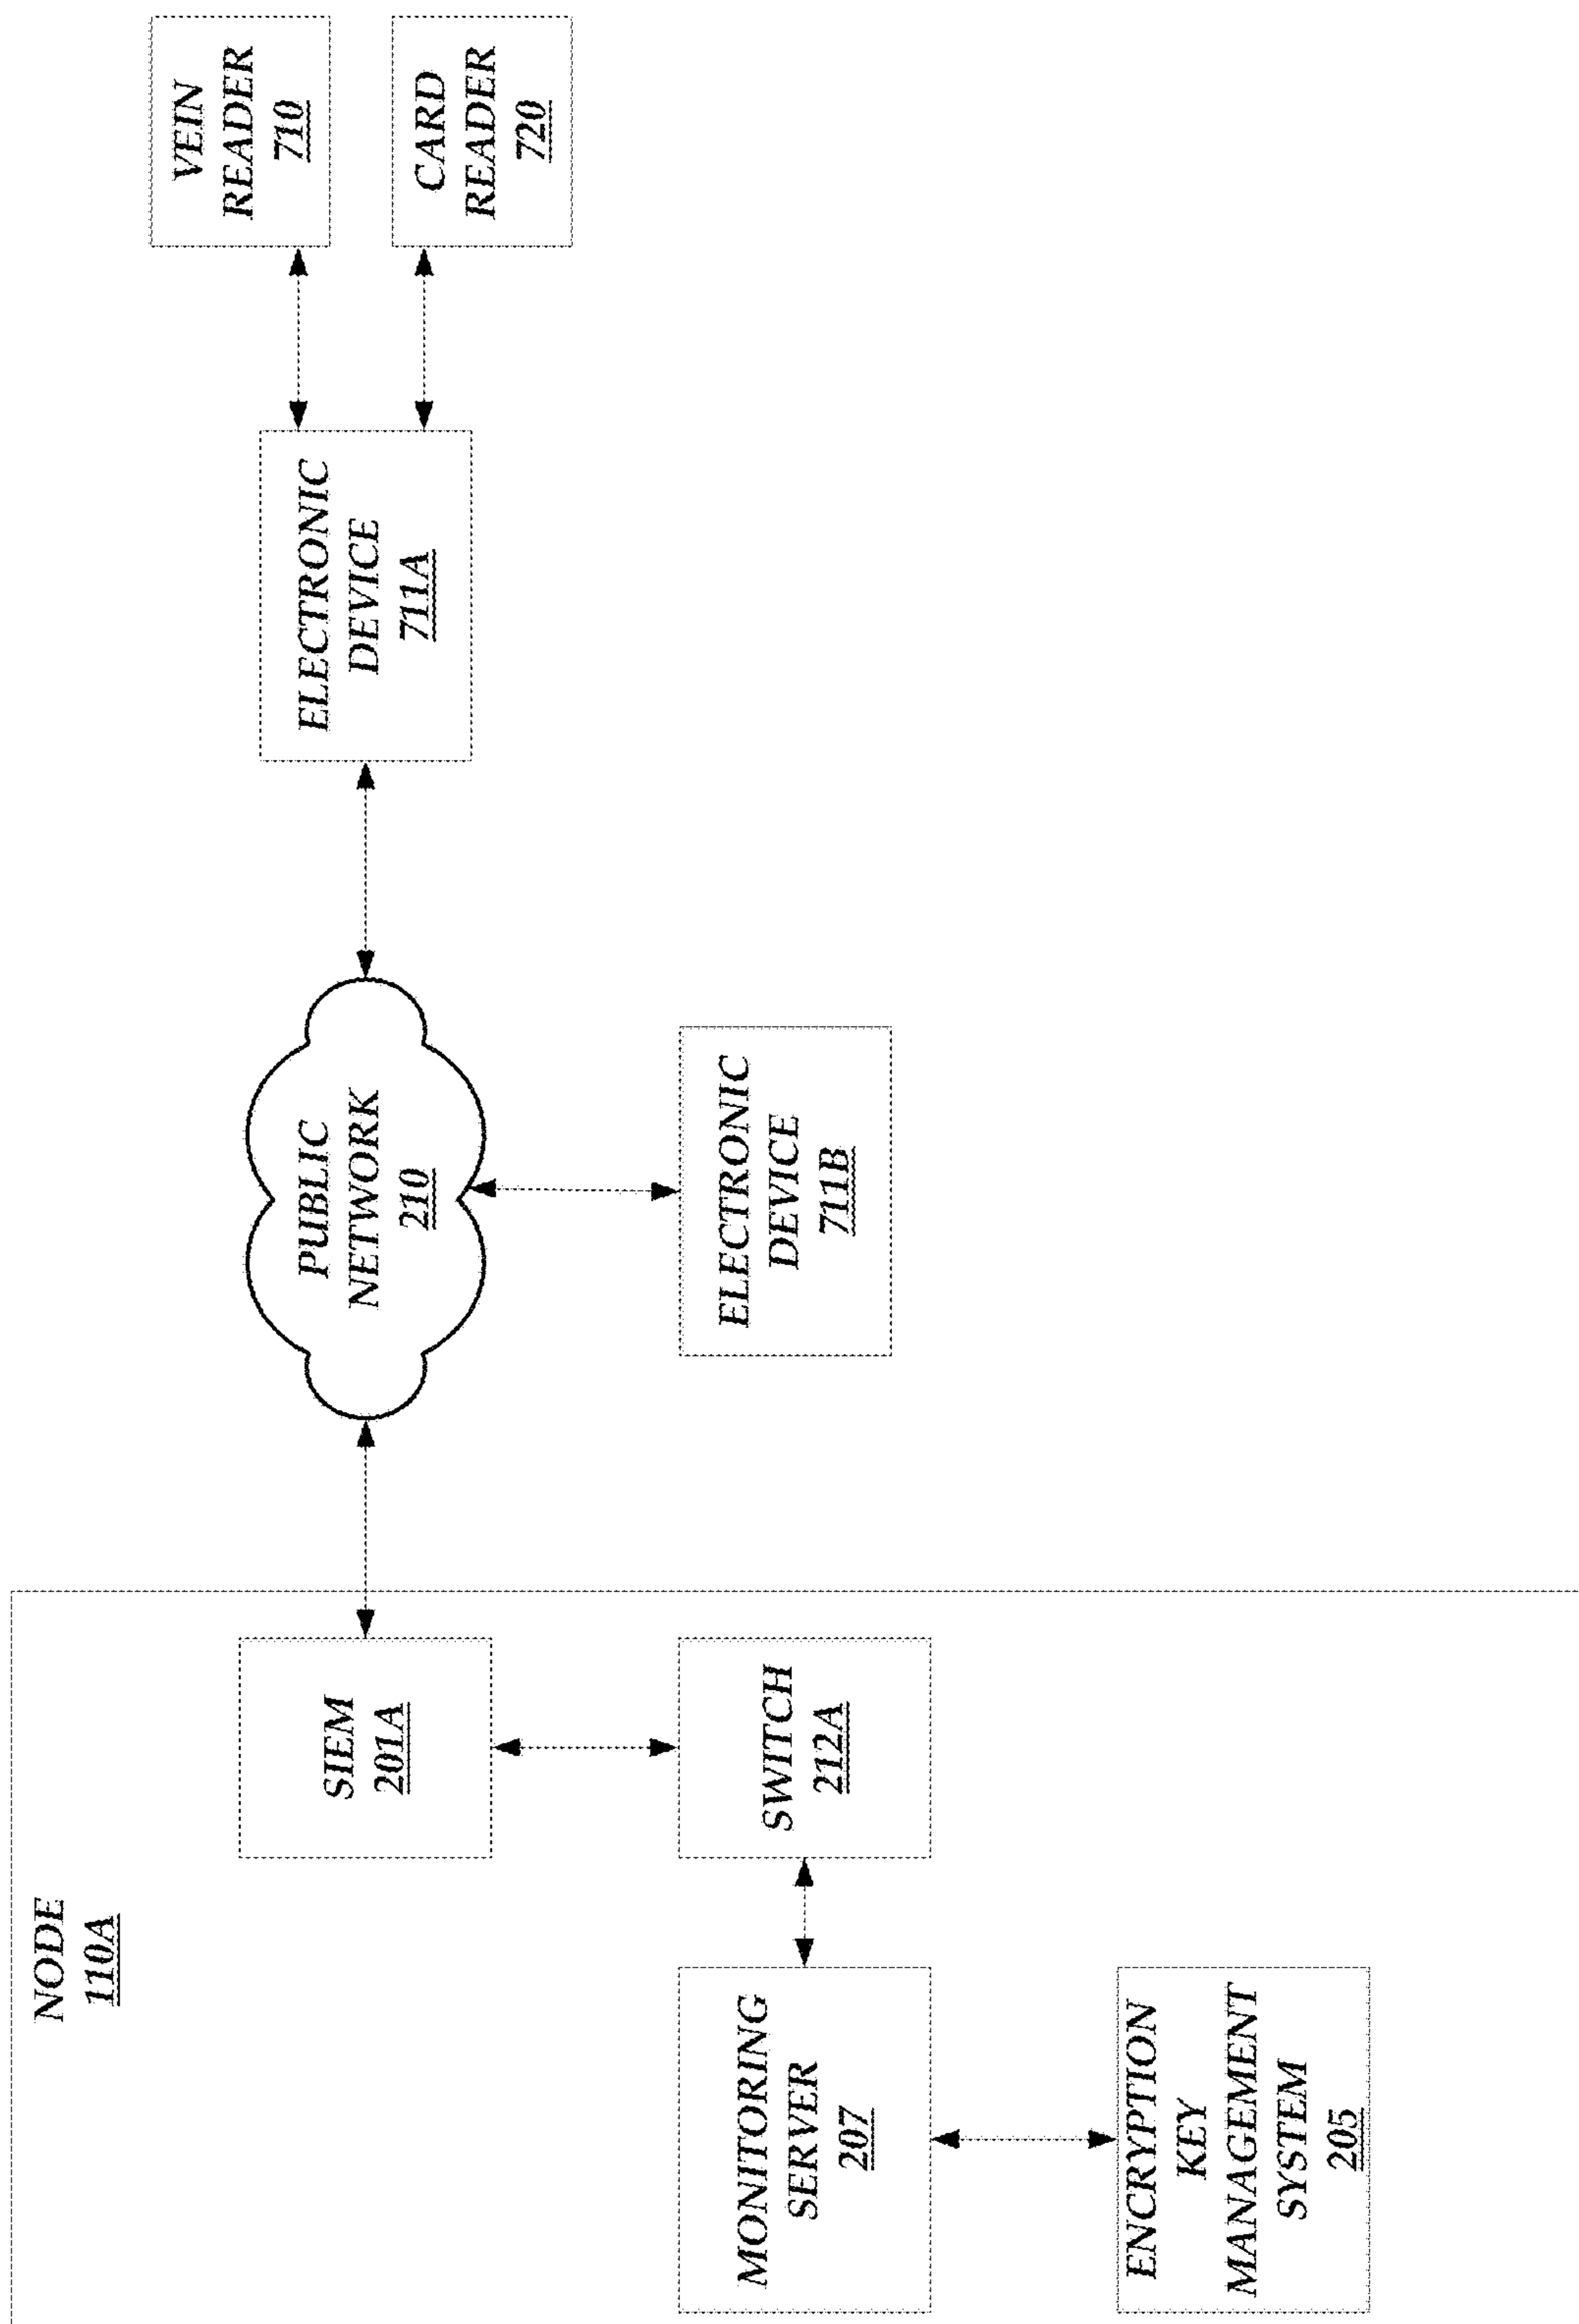 NODE
110A
SIEM
201A
PUBLIC
NETWORK
210
ELECTRONIC
DEVICE
711A
VEIN
READER
710
CARD
READER
720
MONITORING
SERVER
207
SWITCH
212A
ELECTRONIC
DEVICE
711B
ENCRYPTION
KEY
MANAGEMENT
SYSTEM
205